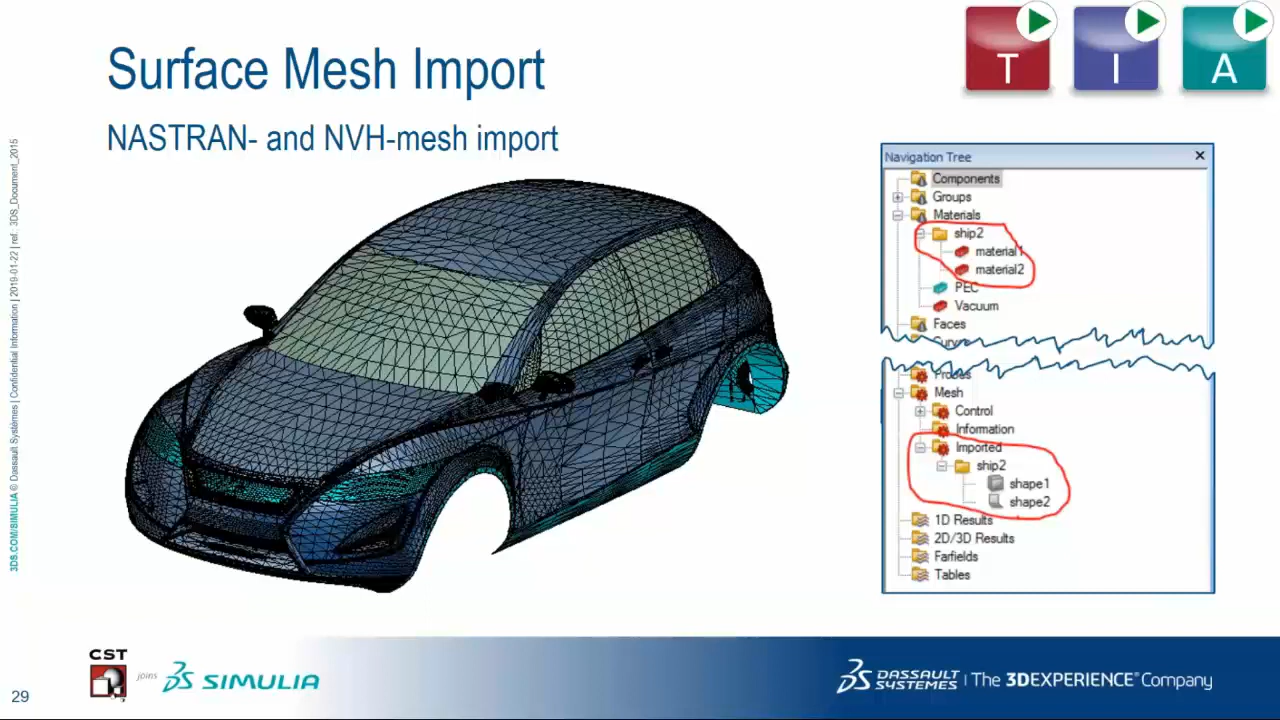 Surface Mesh Import
T I A
NASTRAN- and NVH-mesh import
3DS.COM/SIMULIA © Dassault Systèmes | Confidential Information | 2019-01-22 | ref.: 3DS_Document_2015
Navigation Tree
Components
Groups
Materials
ship2
material1
material2
PEC
Vacuum
Faces
Probes
Mesh
Control
Information
Imported
ship2
shape1
shape2
1D Results
2D/3D Results
Farfields
Tables
29
CST
joins
SIMULIA
DASSAULT SYSTEMES | The 3DEXPERIENCE® Company